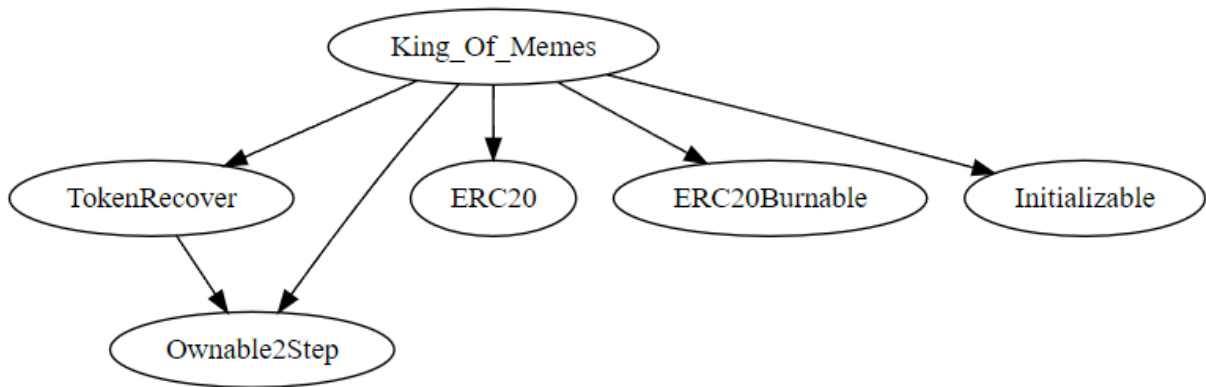 King_Of_Memes
TokenRecover
ERC20
ERC20Burnable
Initializable
Ownable2Step